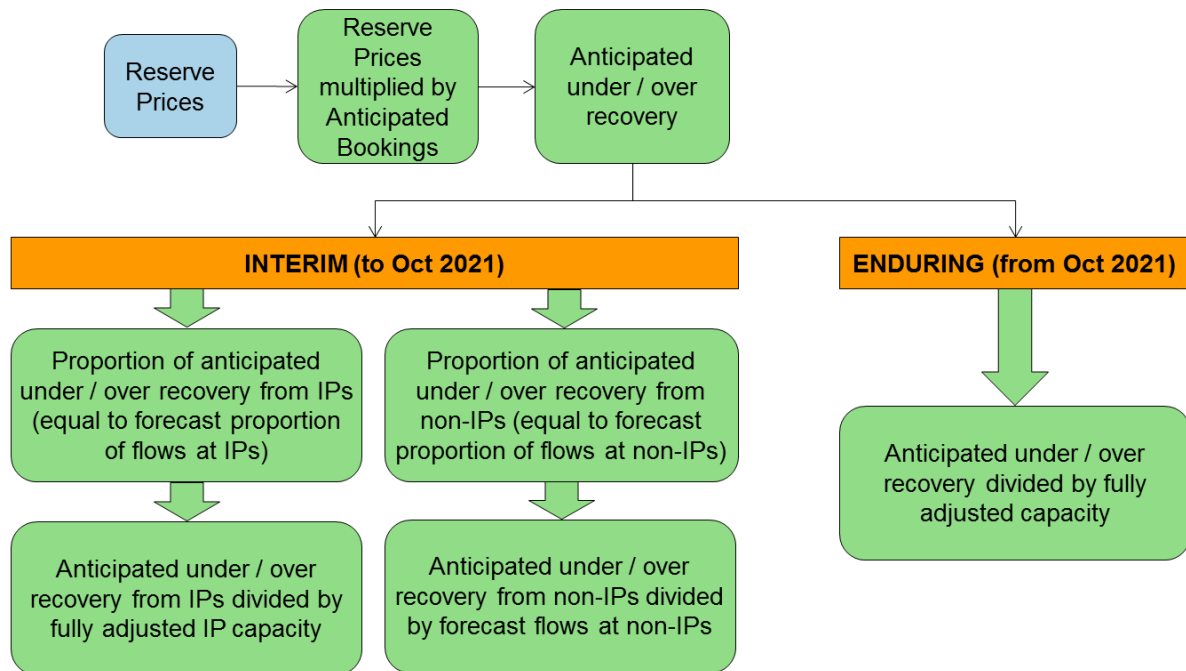 Reserve
Prices
Reserve
Prices
multiplied by
Anticipated
Bookings
Anticipated
under / over
recovery
INTERIM (to Oct 2021)
ENDURING (from Oct 2021)
Proportion of anticipated
under / over recovery from IPs
(equal to forecast proportion
of flows at IPs)
Proportion of anticipated
under / over recovery from
non-IPs (equal to forecast
proportion of flows at non-IPs)
Anticipated under / over
recovery divided by fully
adjusted capacity
Anticipated under / over
recovery from IPs divided by
fully adjusted IP capacity
Anticipated under / over
recovery from non-IPs divided
by forecast flows at non-IPs